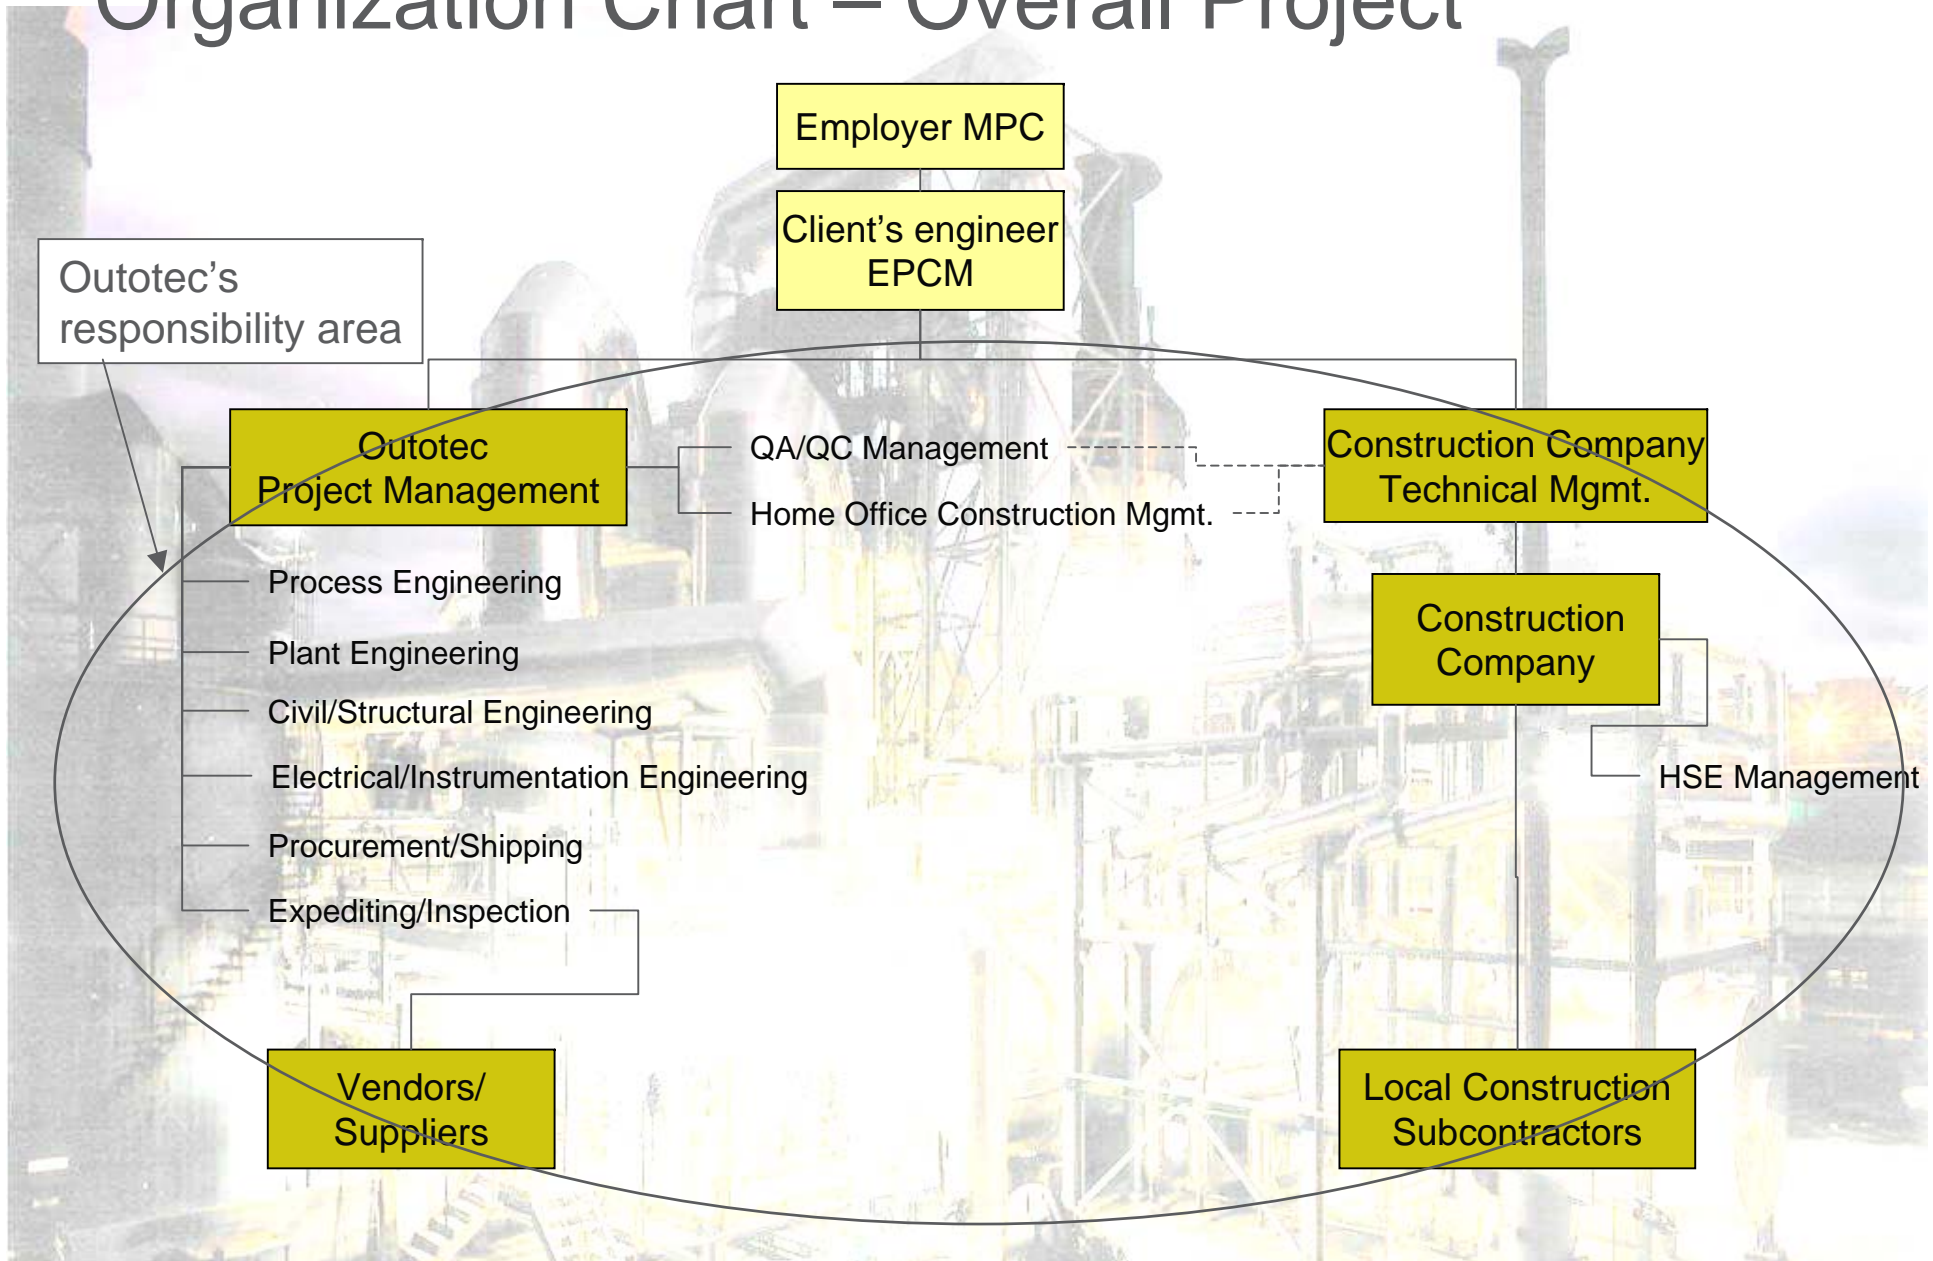 Organization Chart – Overall Project
Employer MPC
Client’s engineer
EPCM
Outotec’s
responsibility area
Outotec
Project Management
QA/QC Management
Home Office Construction Mgmt.
Construction Company
Technical Mgmt.
Process Engineering
Plant Engineering
Civil/Structural Engineering
Electrical/Instrumentation Engineering
Procurement/Shipping
Expediting/Inspection
Construction
Company
HSE Management
Vendors/
Suppliers
Local Construction
Subcontractors